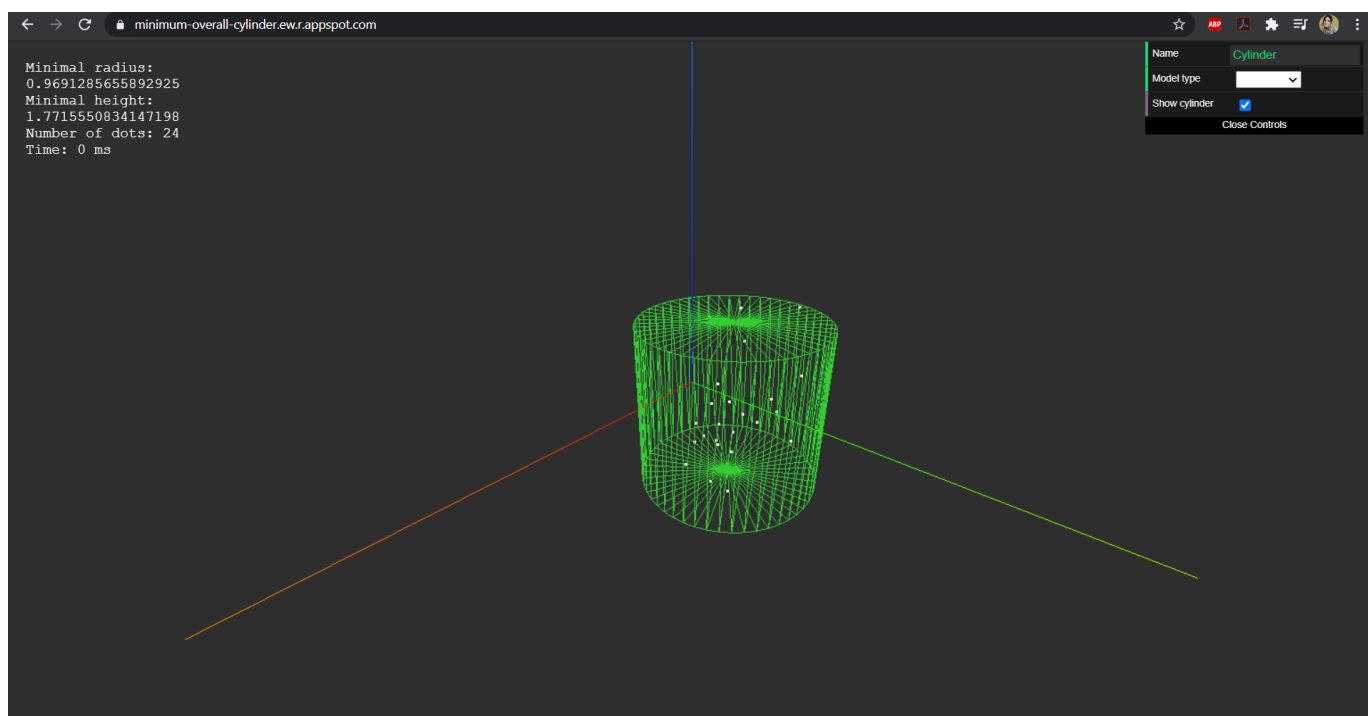 minimum-overall-cylinder.ew.r.appspot.com
ABP
Minimal radius:
0.9691285655892925
Minimal height:
1.7715550834147198
Number of dots: 24
Time: 0 ms
Name Cylinder
Model type
Show cylinder
Close Controls